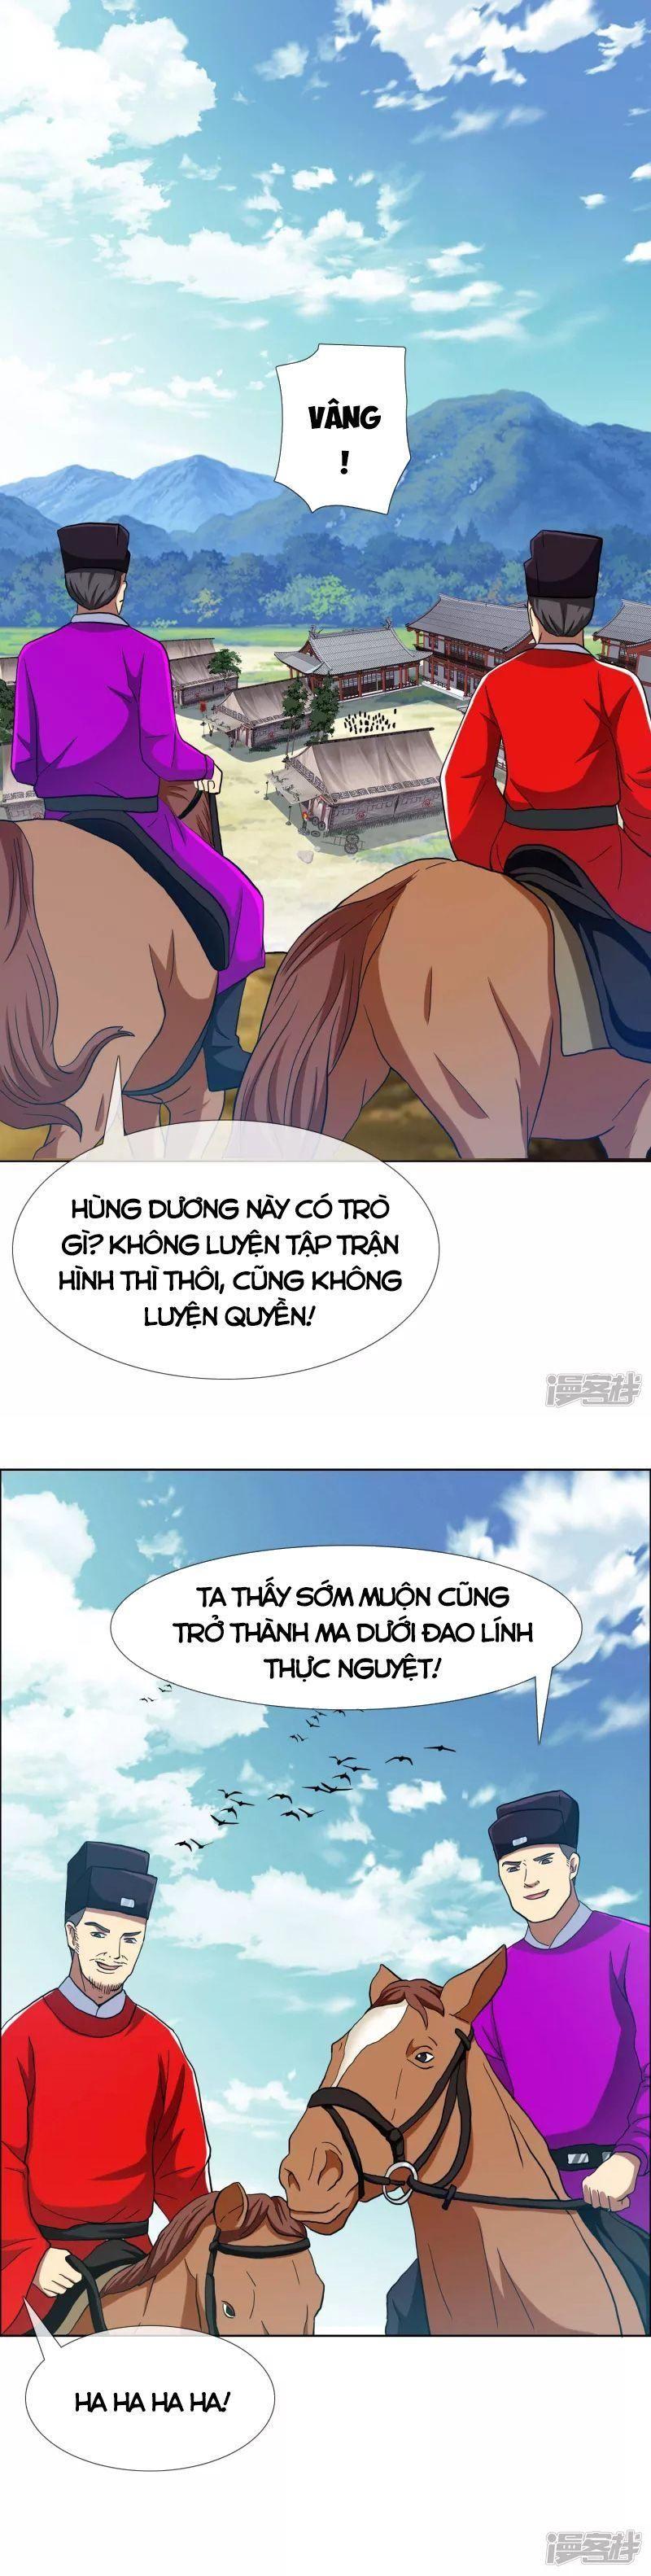 VÂNG
!
HÙNG DƯƠNG NÀY CÓ TRÒ
GÌ? KHÔNG LUYỆN TẬP TRẬN
HÌNH THÌ THÔI, CŨNG KHÔNG
LUYỆN QUYỀN!
漫客栈
TA THẤY SỚM MUỘN CŨNG
TRỞ THÀNH MA DƯỚI ĐAO LÍNH
THỰC NGUYỆT!
HA HA HA HA!
漫客栈